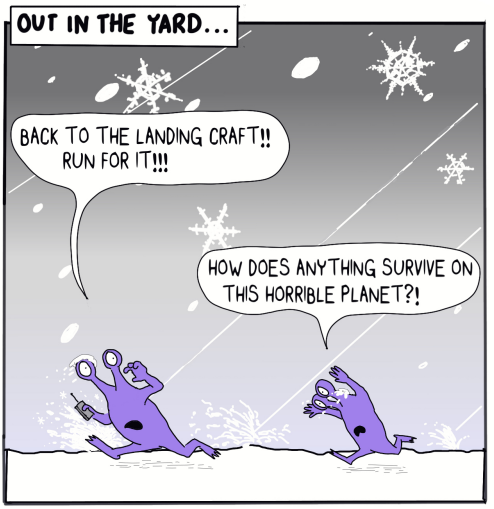 OUT IN THE YARD...
BACK TO THE LANDING CRAFT!!
RUN FOR IT!!!
HOW DOES ANYTHING SURVIVE ON
THIS HORRIBLE PLANET?!